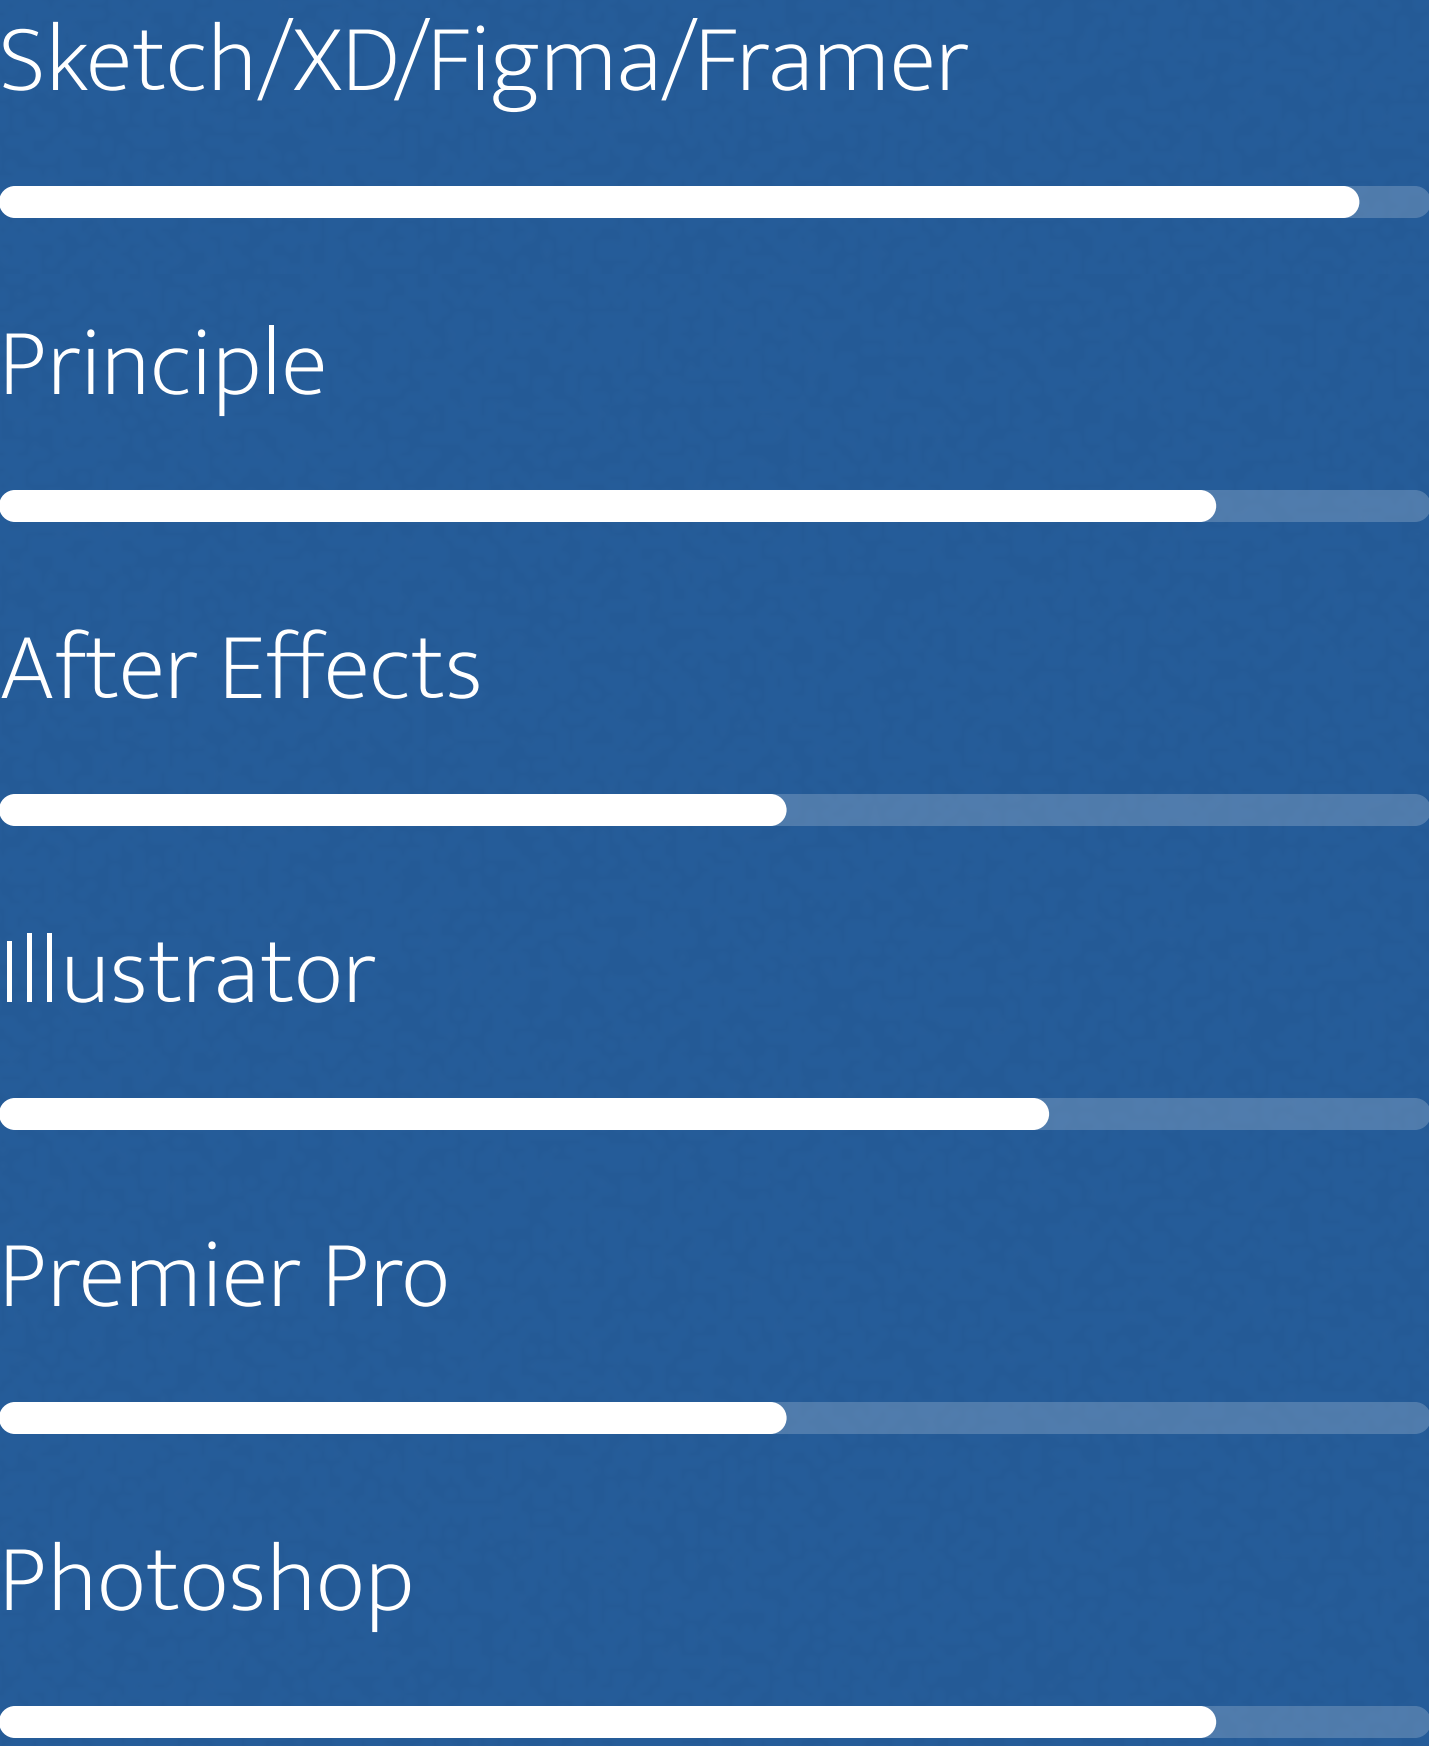 Sketch/XD/Figma/Framer
Principle
After Effects
Illustrator
Premier Pro
Photoshop